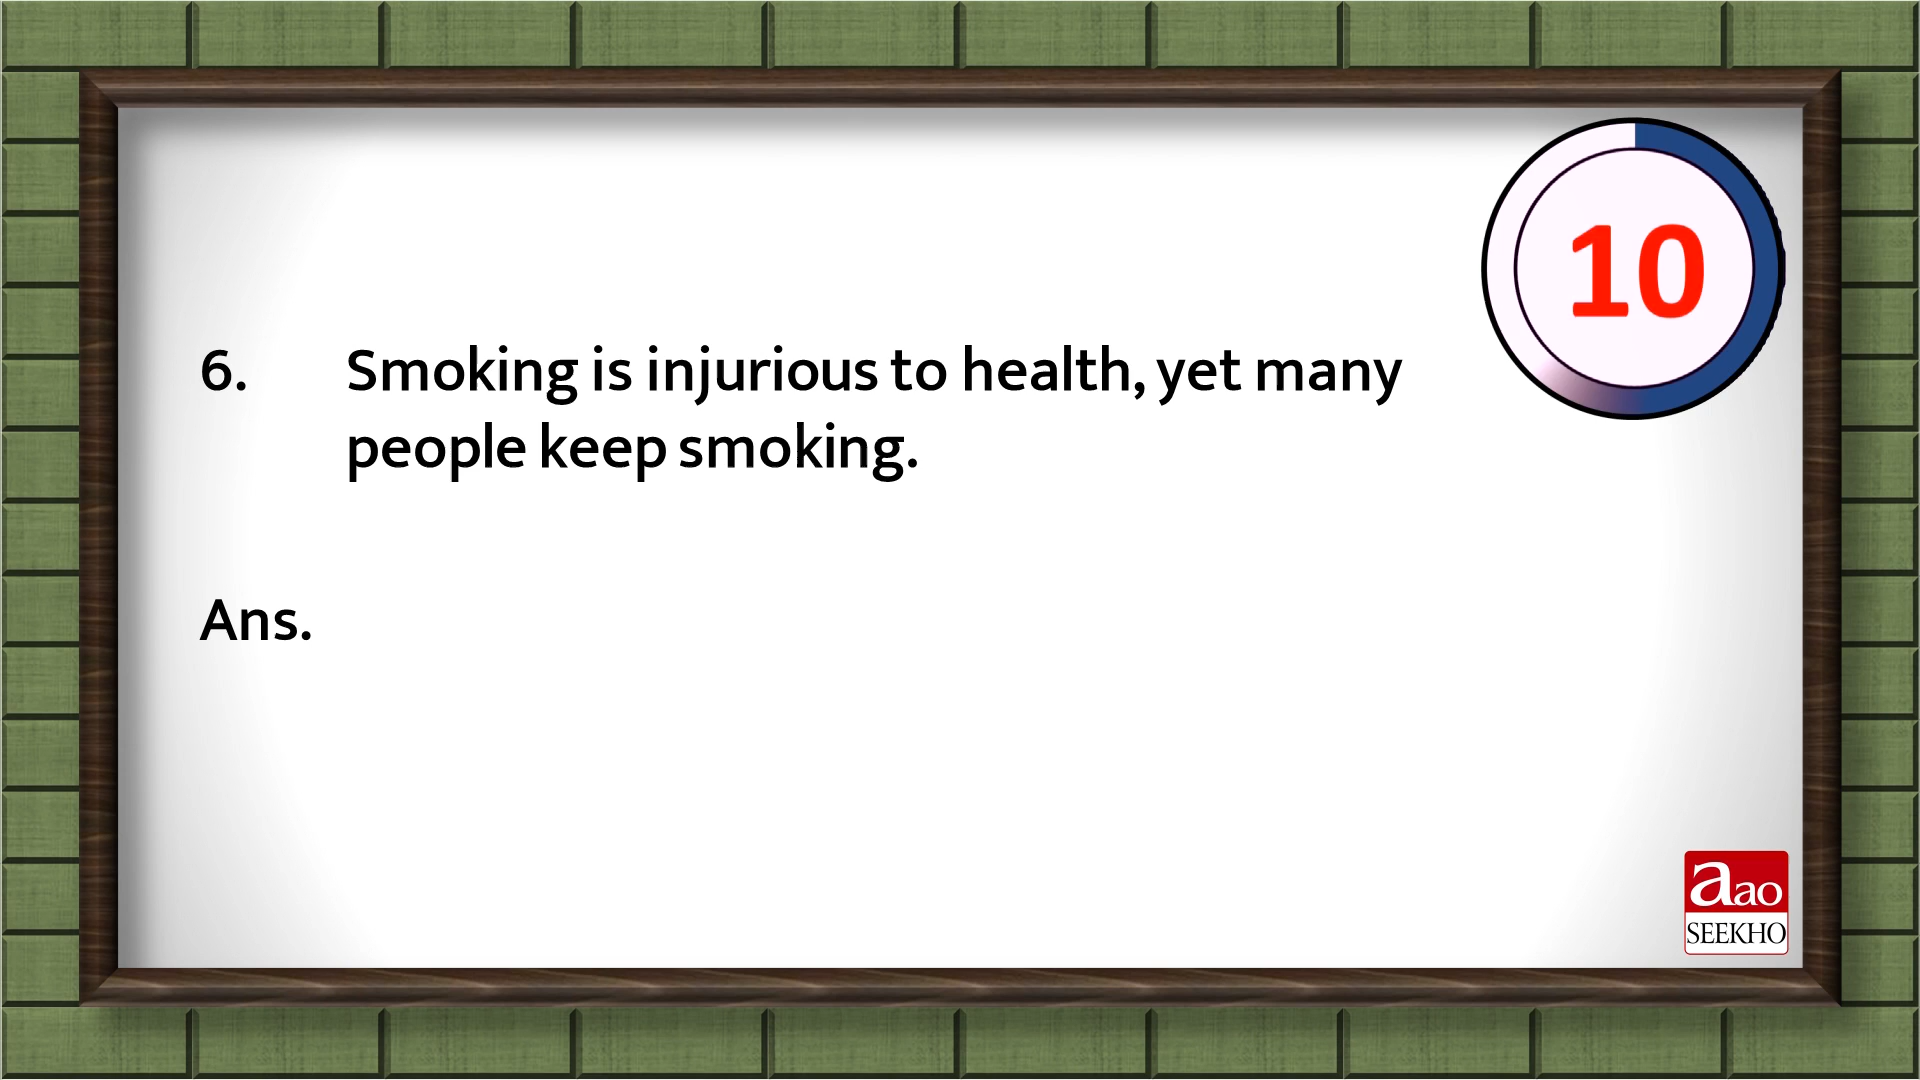 10
6. Smoking is injurious to health, yet many
people keep smoking.
Ans.
aao
SEEKHO